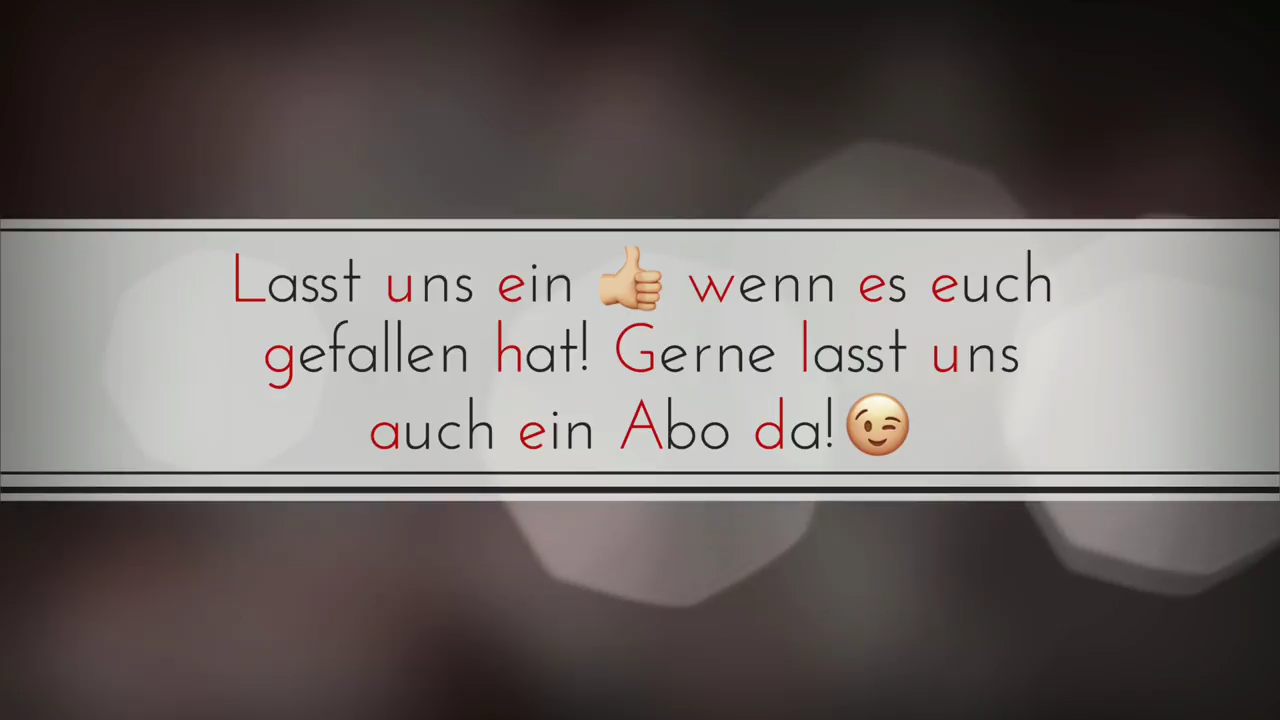 Lasst uns ein 👍🏼 wenn es euch
gefallen hat! Gerne lasst uns
auch ein Abo da!😉